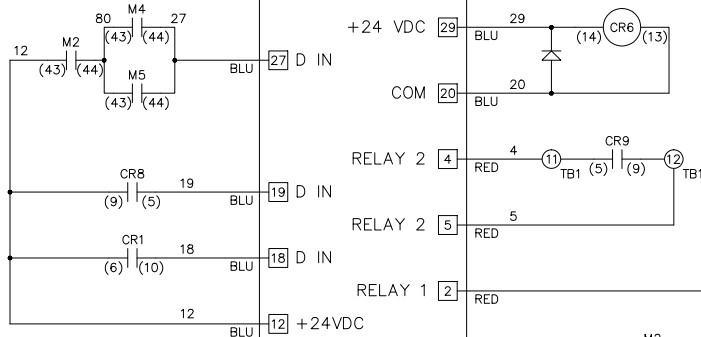 80 M4 27
(43) (44)
12 M2
(43) (44)
M5
(43) (44)
BLU 27 D IN
CR8
19
(9) (5)
BLU 19 D IN
CR1
18
(6) (10)
BLU 18 D IN
12
BLU 12 +24VDC
+24 VDC 29 29
BLU
(14) CR6 (13)
COM 20 20
BLU
RELAY 2 4 4
RED
11 TB1
CR9
(5) (9)
12 TB1
RELAY 2 5 5
RED
RELAY 1 2
RED